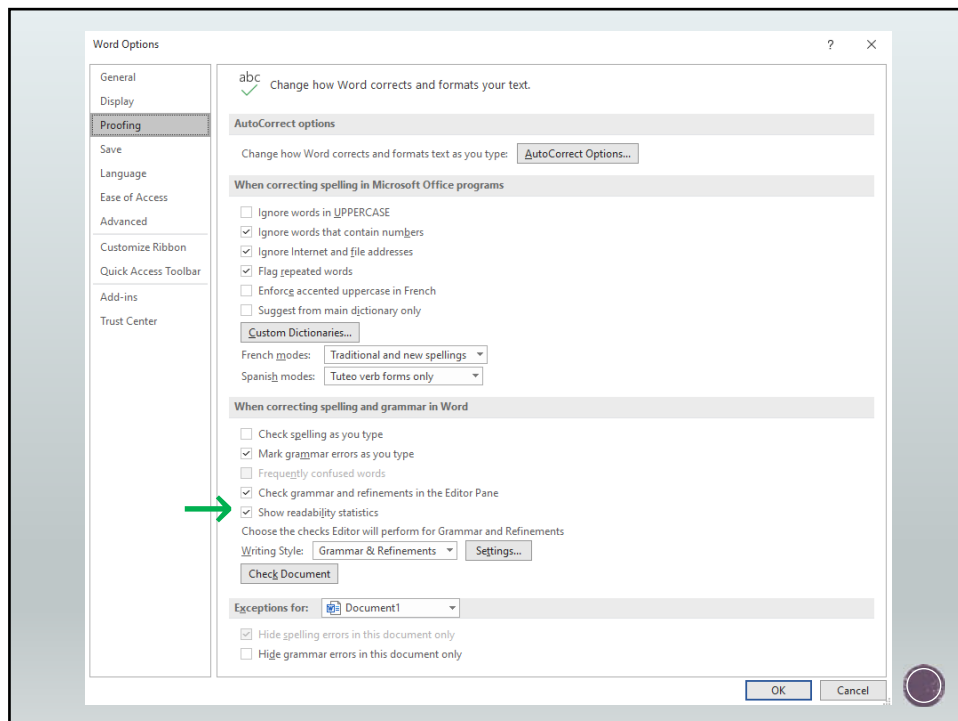 Word Options
?
General
Display
Proofing
Save
Language
Ease of Access
Advanced
Customize Ribbon
Quick Access Toolbar
Add-ins
Trust Center
abc
Change how Word corrects and formats your text.
AutoCorrect options
Change how Word corrects and formats text as you type: AutoCorrect Options...
When correcting spelling in Microsoft Office programs
Ignore words in UPPERCASE
Ignore words that contain numbers
Ignore Internet and file addresses
Flag repeated words
Enforce accented uppercase in French
Suggest from main dictionary only
Custom Dictionaries...
French modes: Traditional and new spellings
Spanish modes: Tuteo verb forms only
When correcting spelling and grammar in Word
Check spelling as you type
Mark grammar errors as you type
Frequently confused words
Check grammar and refinements in the Editor Pane
Show readability statistics
Choose the checks Editor will perform for Grammar and Refinements
Writing Style: Grammar & Refinements Settings...
Check Document
Exceptions for: Document1
Hide spelling errors in this document only
Hide grammar errors in this document only
OK Cancel